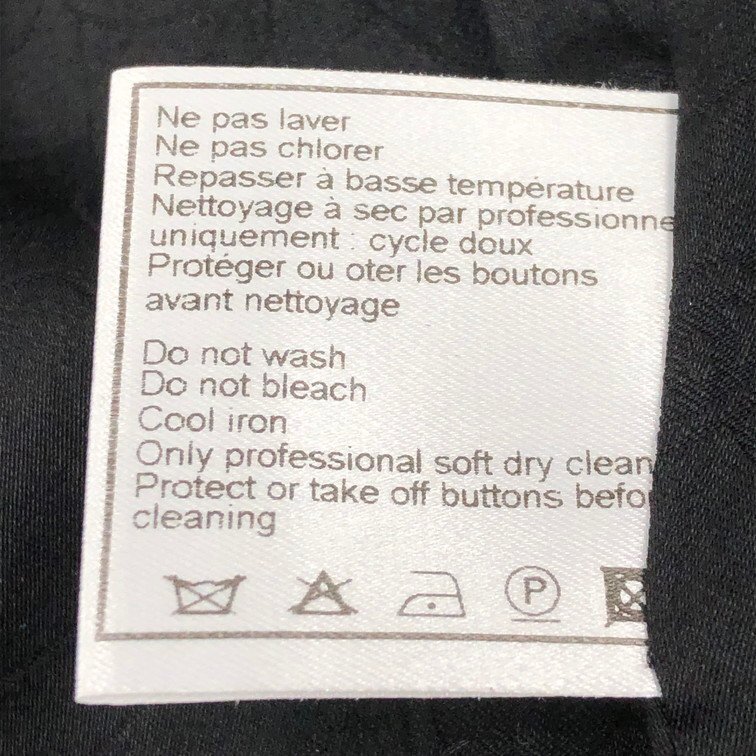 Ne pas laver
Ne pas chlorer
Repasser à basse température
Nettoyage à sec par professionne
uniquement : cycle doux
Protéger ou oter les boutons
avant nettoyage
Do not wash
Do not bleach
Cool iron
Only professional soft dry clean
Protect or take off buttons befo
cleaning
P